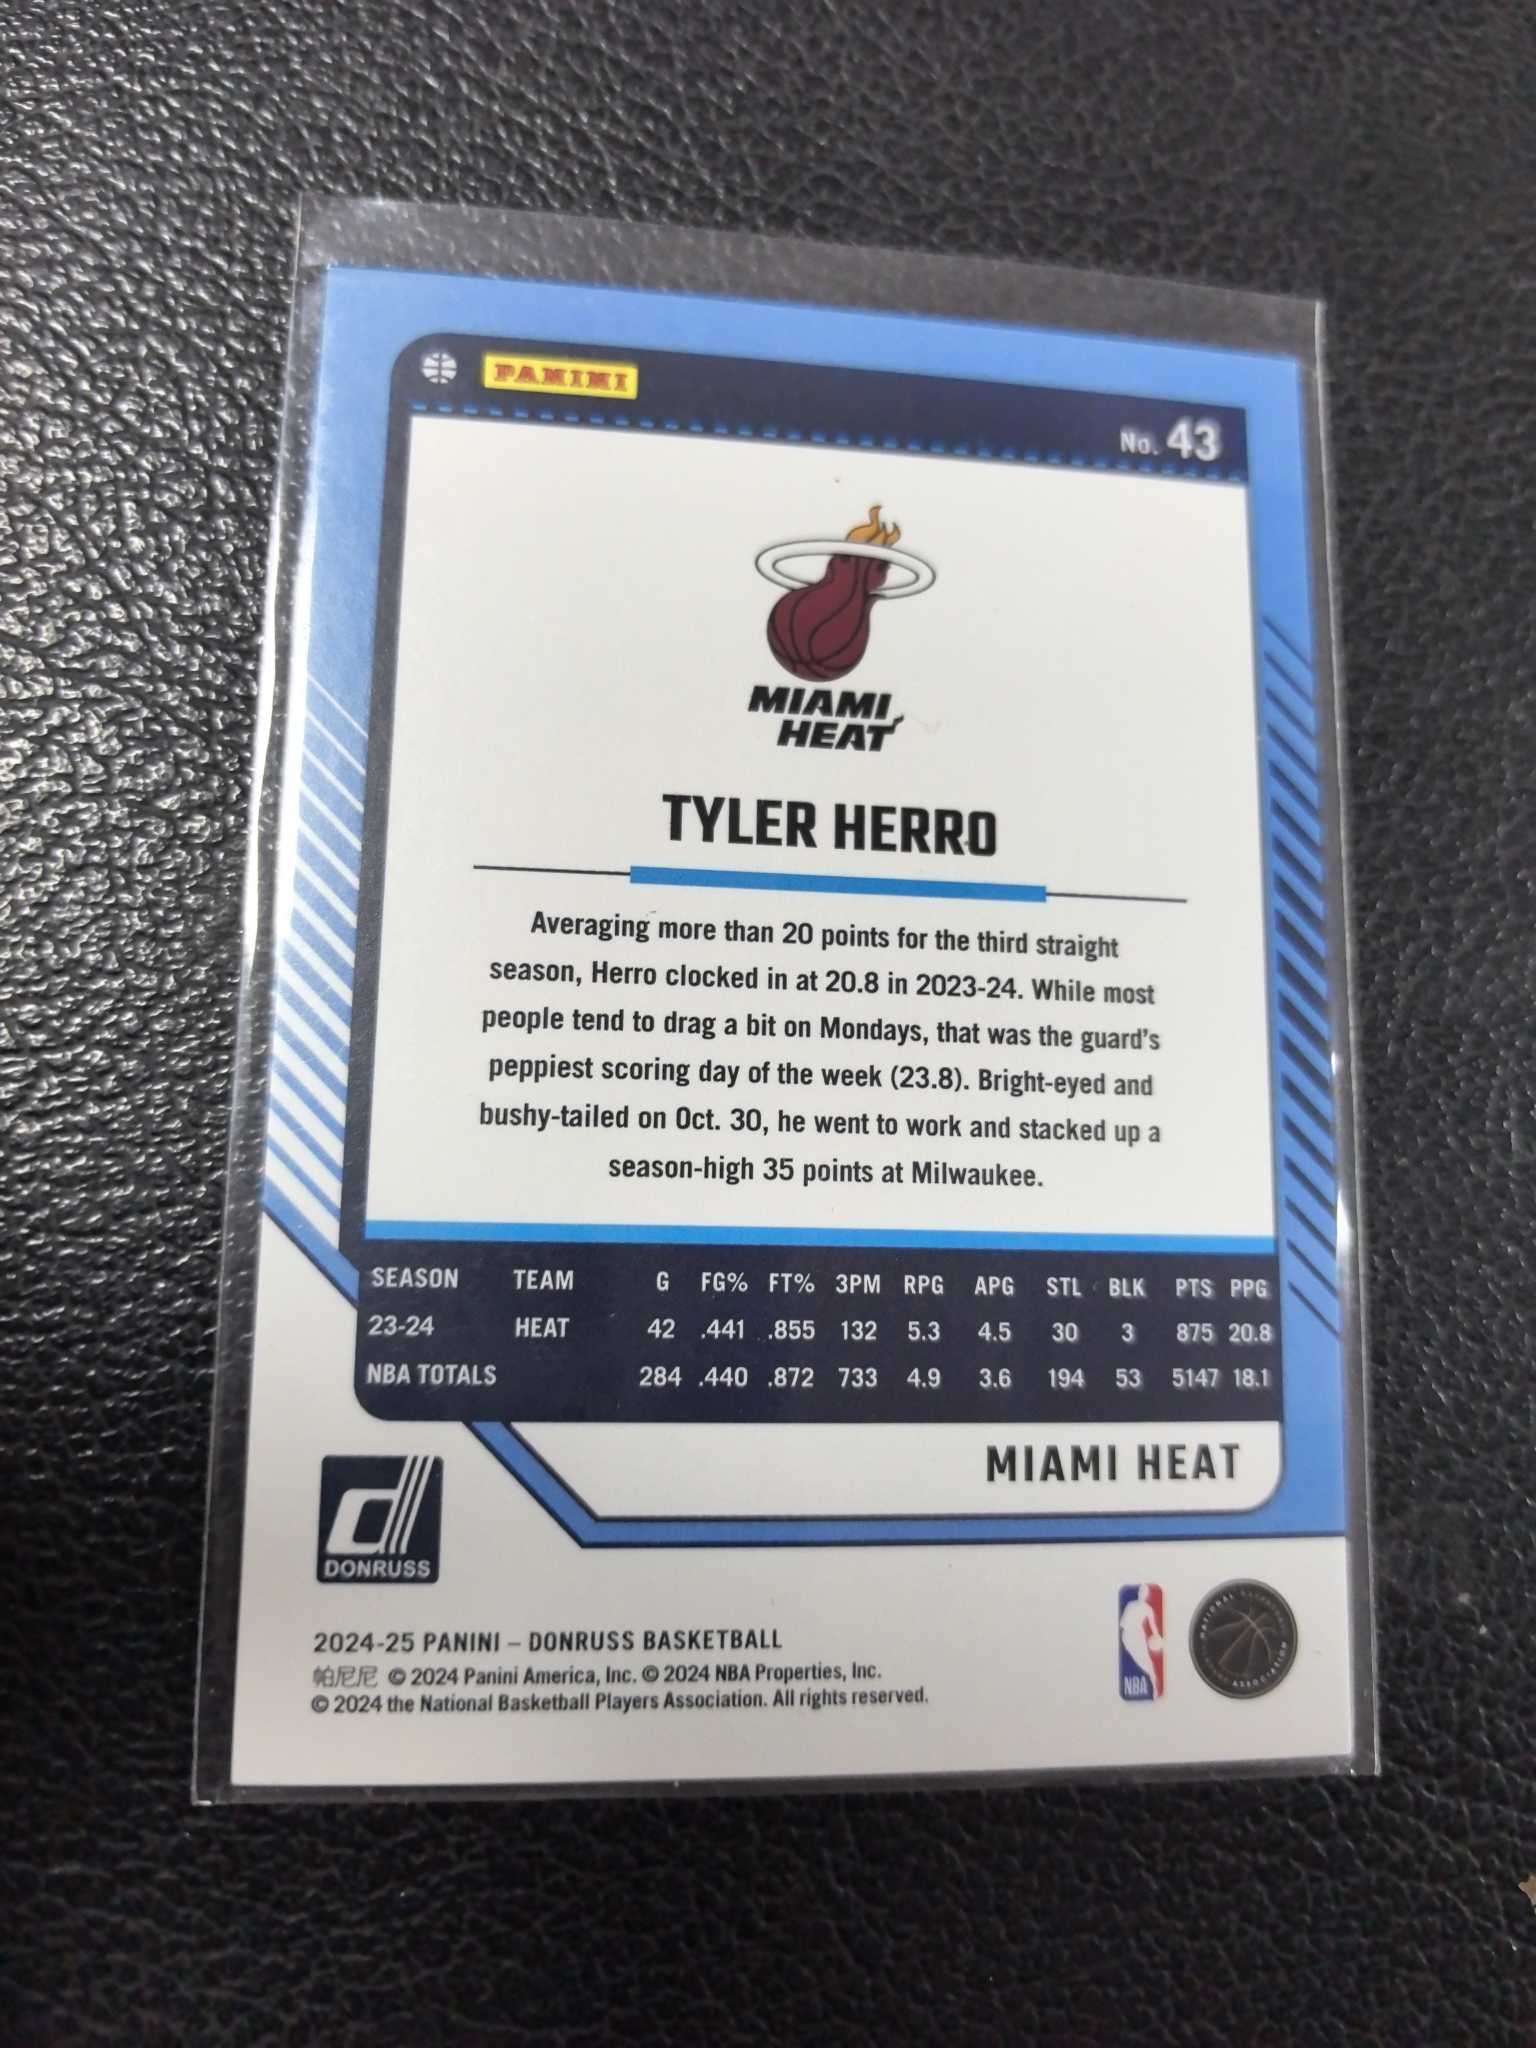 PANINI
No. 43
MIAMI
HEAT
TYLER HERRO
Averaging more than 20 points for the third straight
season, Herro clocked in at 20.8 in 2023-24. While most
people tend to drag a bit on Mondays, that was the guard's
peppiest scoring day of the week (23.8). Bright-eyed and
bushy-tailed on Oct. 30, he went to work and stacked up a
season-high 35 points at Milwaukee.
SEASON TEAM G FG% FT% 3PM RPG APG STL BLK PTS PPG
23-24 HEAT 42 .441 .855 132 5.3 4.5 30 3 875 20.8
NBA TOTALS 284 .440 .872 733 4.9 3.6 194 53 5147 18.1
MIAMI HEAT
DONRUSS
2024-25 PANINI – DONRUSS BASKETBALL
帕尼尼 © 2024 Panini America, Inc. © 2024 NBA Properties, Inc.
© 2024 the National Basketball Players Association. All rights reserved.
NBA
NATIONAL BASKETBALL
PLAYERS ASSOCIATION